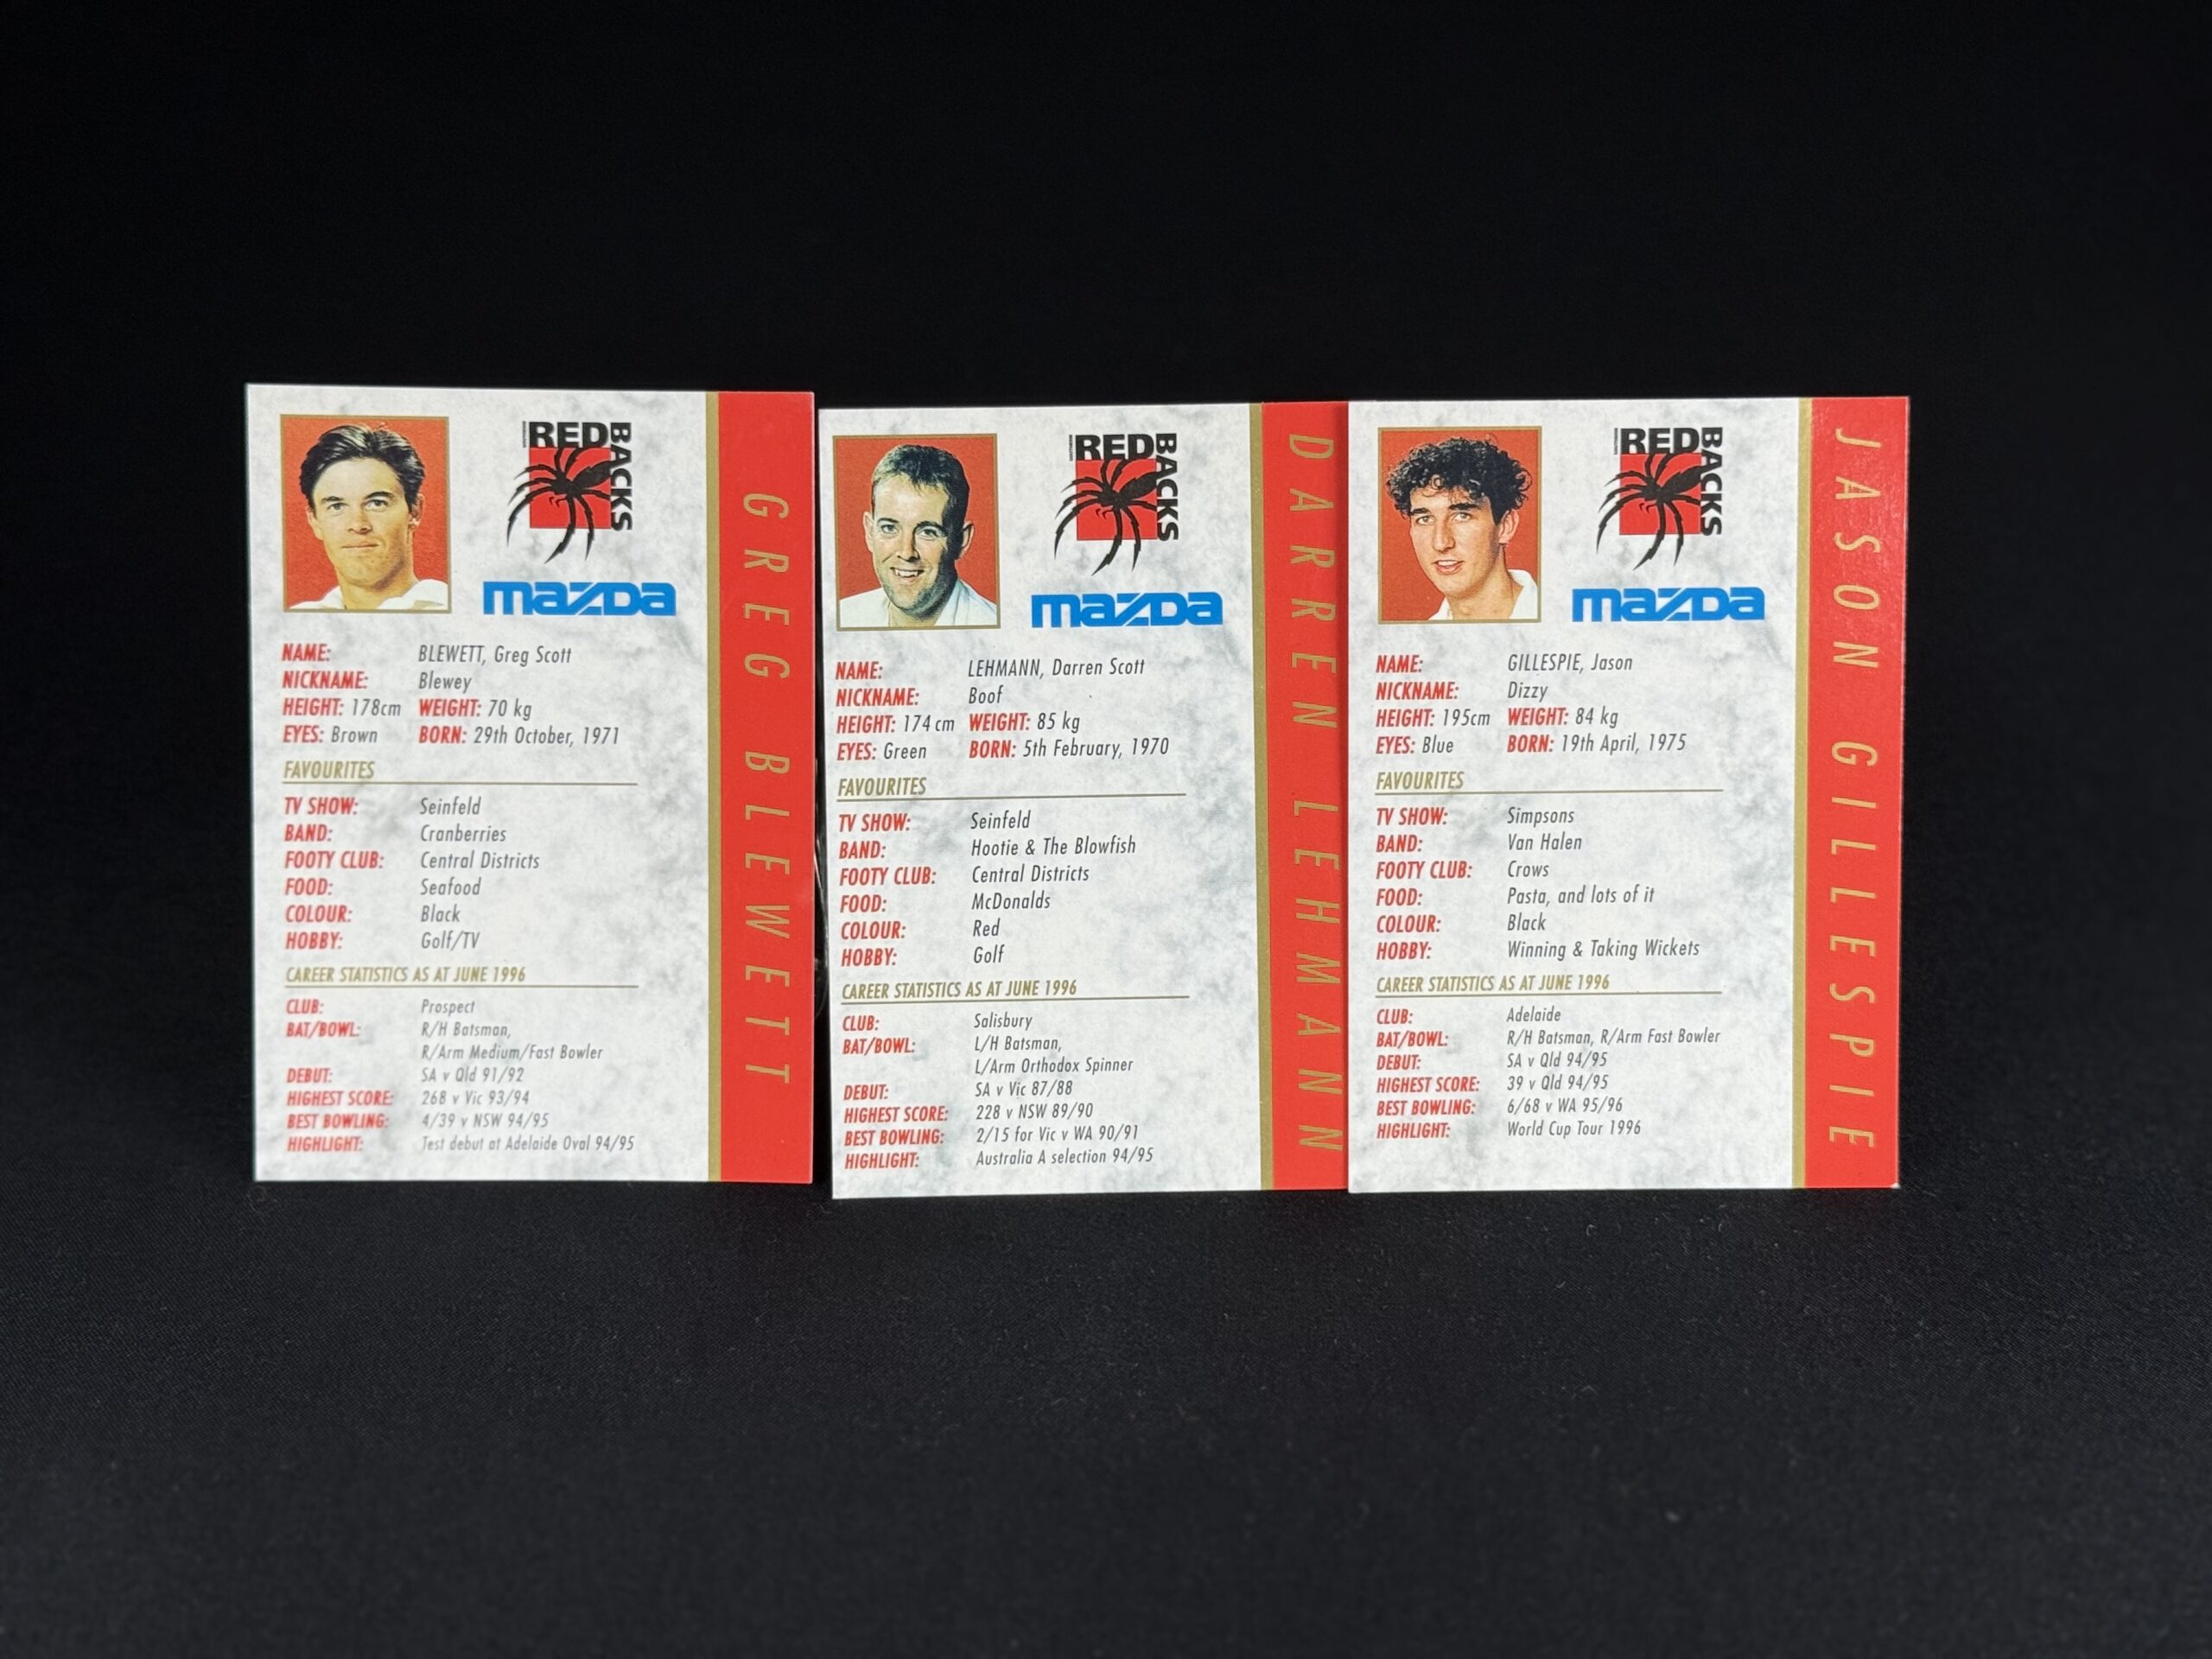 RED
BACKS
mazda
NAME: BLEWETT, Greg Scott
NICKNAME: Blewey
HEIGHT: 178cm WEIGHT: 70 kg
EYES: Brown BORN: 29th October, 1971
FAVOURITES
TV SHOW: Seinfeld
BAND: Cranberries
FOOTY CLUB: Central Districts
FOOD: Seafood
COLOUR: Black
HOBBY: Golf/TV
CAREER STATISTICS AS AT JUNE 1996
CLUB: Prospect
BAT/BOWL: R/H Batsman,
R/Arm Medium/Fast Bowler
DEBUT: SA v Qld 91/92
HIGHEST SCORE: 268 v Vic 93/94
BEST BOWLING: 4/39 v NSW 94/95
HIGHLIGHT: Test debut at Adelaide Oval 94/95
GREG BLEWETT
RED
BACKS
mazda
NAME: LEHMANN, Darren Scott
NICKNAME: Boof
HEIGHT: 174 cm WEIGHT: 85 kg
EYES: Green BORN: 5th February, 1970
FAVOURITES
TV SHOW: Seinfeld
BAND: Hootie & The Blowfish
FOOTY CLUB: Central Districts
FOOD: McDonalds
COLOUR: Red
HOBBY: Golf
CAREER STATISTICS AS AT JUNE 1996
CLUB: Salisbury
BAT/BOWL: L/H Batsman,
L/Arm Orthodox Spinner
DEBUT: SA v Vic 87/88
HIGHEST SCORE: 228 v NSW 89/90
BEST BOWLING: 2/15 for Vic v WA 90/91
HIGHLIGHT: Australia A selection 94/95
DARREN LEHMANN
RED
BACKS
mazda
NAME: GILLESPIE, Jason
NICKNAME: Dizzy
HEIGHT: 195cm WEIGHT: 84 kg
EYES: Blue BORN: 19th April, 1975
FAVOURITES
TV SHOW: Simpsons
BAND: Van Halen
FOOTY CLUB: Crows
FOOD: Pasta, and lots of it
COLOUR: Black
HOBBY: Winning & Taking Wickets
CAREER STATISTICS AS AT JUNE 1996
CLUB: Adelaide
BAT/BOWL: R/H Batsman, R/Arm Fast Bowler
DEBUT: SA v Qld 94/95
HIGHEST SCORE: 39 v Qld 94/95
BEST BOWLING: 6/68 v WA 95/96
HIGHLIGHT: World Cup Tour 1996
JASON GILLESPIE